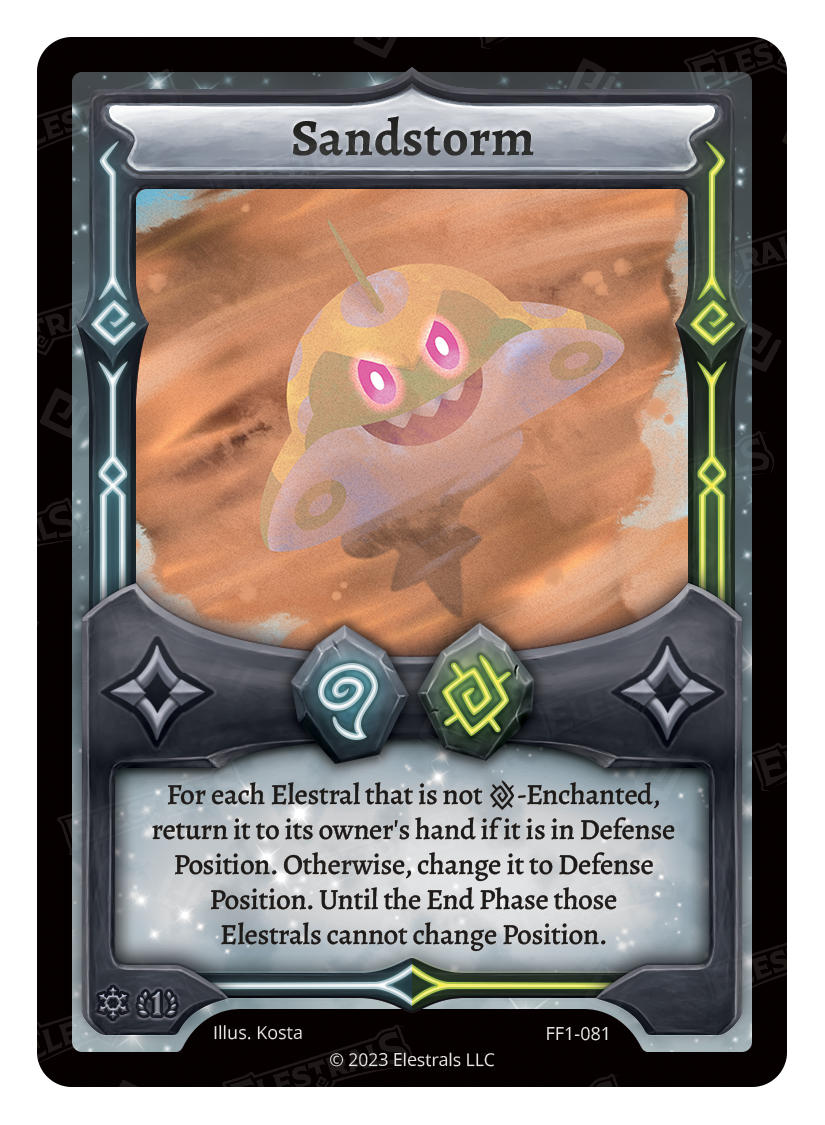 Sandstorm
For each Elestral that is not -Enchanted,
return it to its owner's hand if it is in Defense
Position. Otherwise, change it to Defense
Position. Until the End Phase those
Elestrals cannot change Position.
1
Illus. Kosta
FF1-081
© 2023 Elestrals LLC